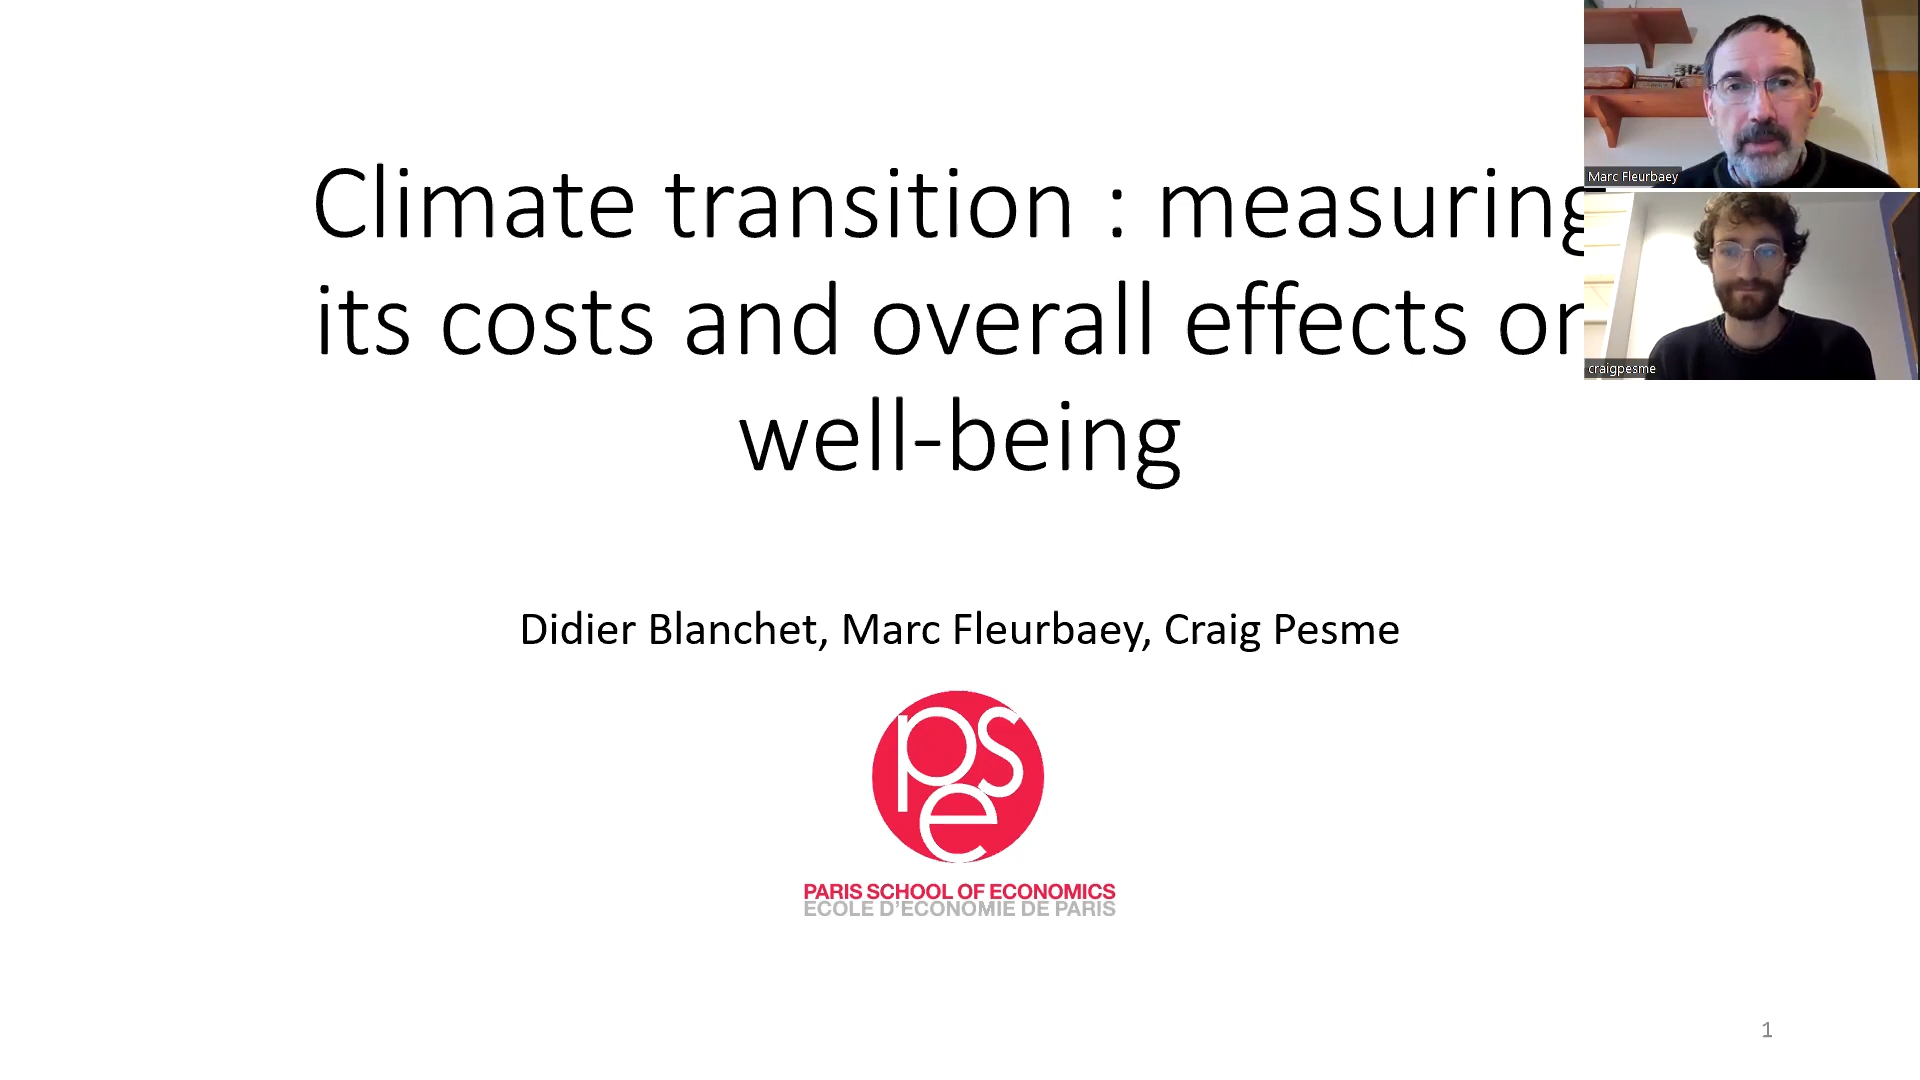 Climate transition : measuring
its costs and overall effects on
well-being
Didier Blanchet, Marc Fleurbaey, Craig Pesme
pse
PARIS SCHOOL OF ECONOMICS
ECOLE D'ECONOMIE DE PARIS
Marc Fleurbaey
craigpesme
1